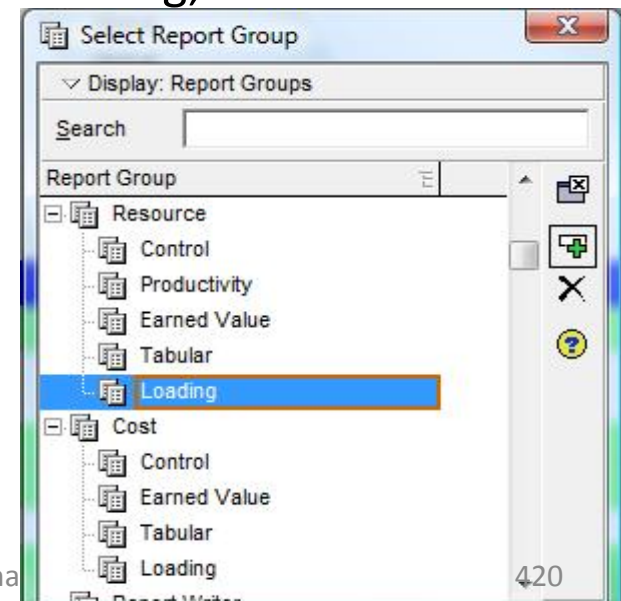 Select Report Group
Display: Report Groups
Search
Report Group
Resource
Control
Productivity
Earned Value
Tabular
Loading
Cost
Control
Earned Value
Tabular
Loading
420